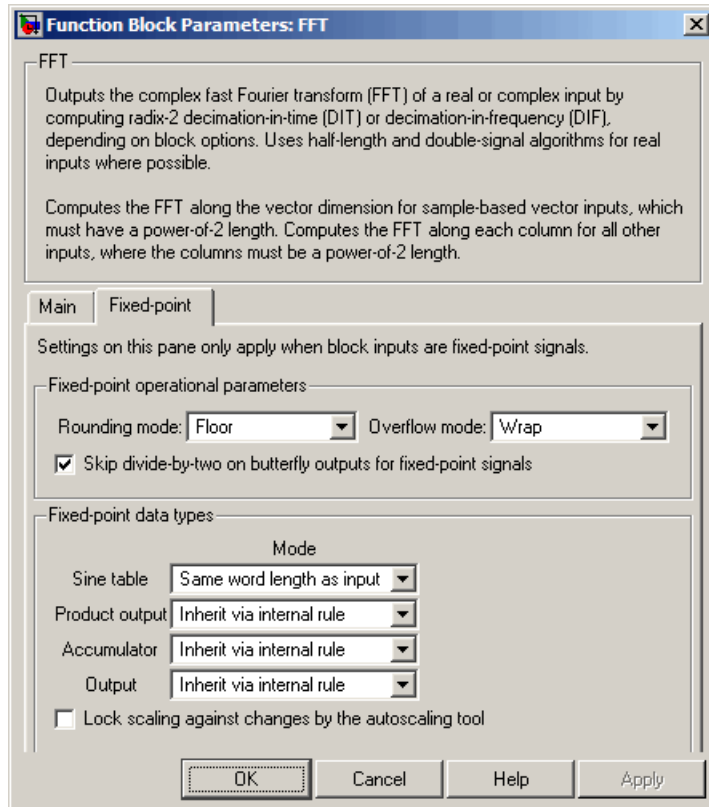 Function Block Parameters: FFT
FFT
Outputs the complex fast Fourier transform (FFT) of a real or complex input by
computing radix-2 decimation-in-time (DIT) or decimation-in-frequency (DIF),
depending on block options. Uses half-length and double-signal algorithms for real
inputs where possible.
Computes the FFT along the vector dimension for sample-based vector inputs, which
must have a power-of-2 length. Computes the FFT along each column for all other
inputs, where the columns must be a power-of-2 length.
Main Fixed-point
Settings on this pane only apply when block inputs are fixed-point signals.
Fixed-point operational parameters
Rounding mode: Floor Overflow mode: Wrap
Skip divide-by-two on butterfly outputs for fixed-point signals
Fixed-point data types
Mode
Sine table Same word length as input
Product output Inherit via internal rule
Accumulator Inherit via internal rule
Output Inherit via internal rule
Lock scaling against changes by the autoscaling tool
OK Cancel Help Apply